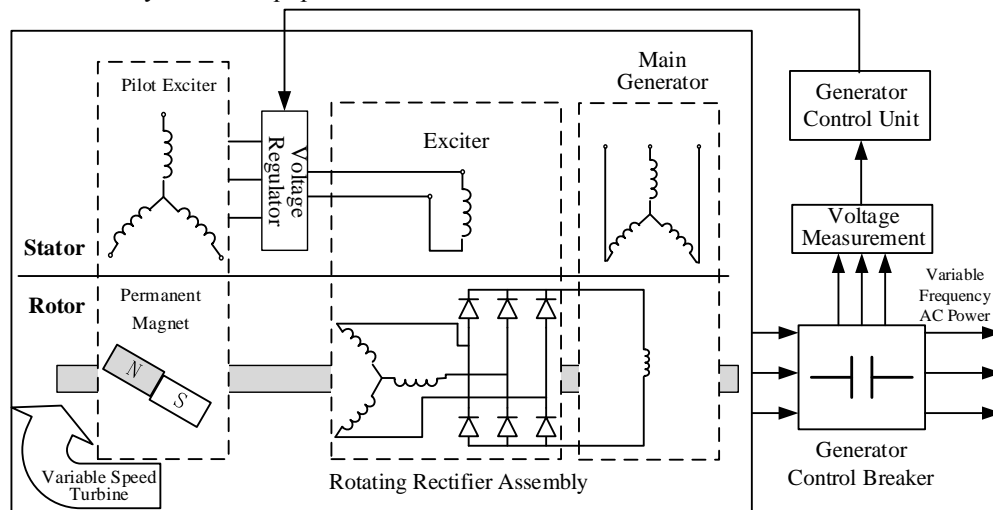 Pilot Exciter
Voltage
Regulator
Exciter
Main
Generator
Generator
Control Unit
Voltage
Measurement
Stator
Rotor
Permanent
Magnet
N
S
Variable
Frequency
AC Power
Variable Speed
Turbine
Rotating Rectifier Assembly
Generator
Control Breaker